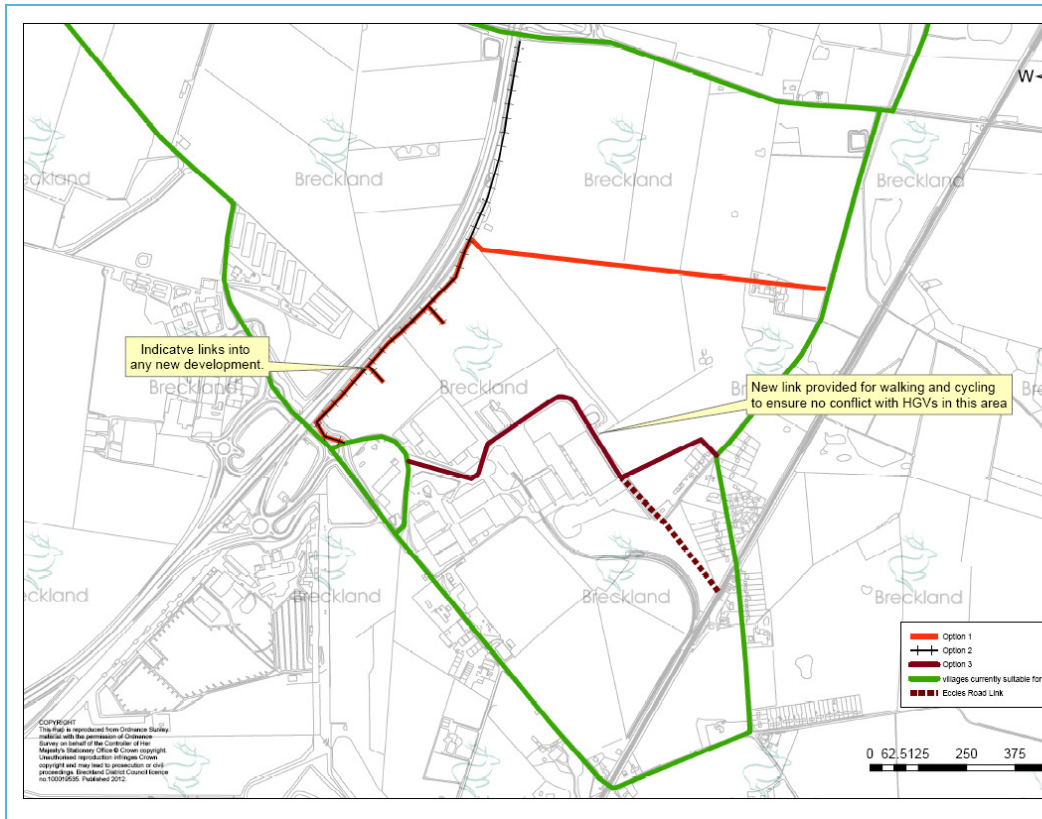 W
Breckland
Breckland
Breckland
eckland
Indicatve links into
any new development.
Breckland
Breckland
Breckland
New link provided for walking and cycling
to ensure no conflict with HGVs in this area
eckland
Breckland
Breckland
Breckland
Option 1
Option 2
Option 3
villages currently suitable for
Eccles Road Link
COPYRIGHT
This map is reproduced from Ordnance Survey
material with the permission of Ordnance
Survey on behalf of the Controller of Her
Majesty's Stationery Office © Crown copyright.
Unauthorised reproduction infringes Crown
copyright and may lead to prosecution or civil
proceedings. Breckland District Council licence
no.100019535. Published 2012.
0 62.5125 250 375